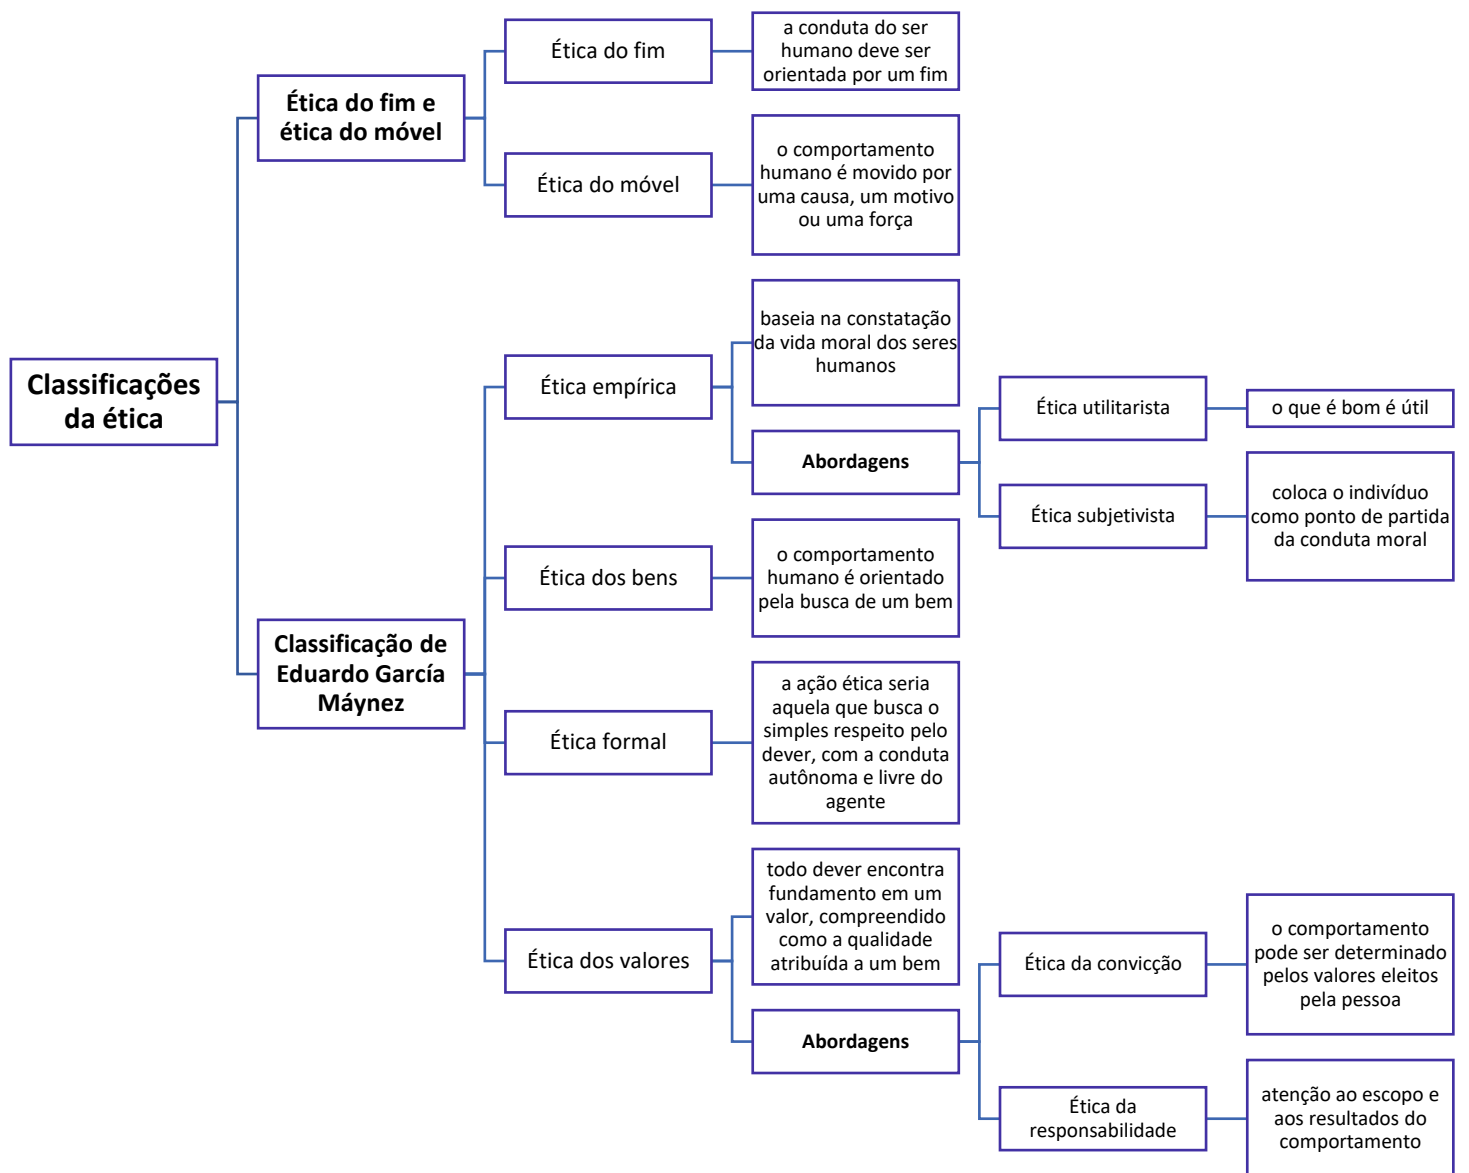 Classificações
da ética
Ética do fim e
ética do móvel
Ética do fim
a conduta do ser
humano deve ser
orientada por um fim
Ética do móvel
o comportamento
humano é movido por
uma causa, um motivo
ou uma força
Classificação de
Eduardo García
Máynez
Ética empírica
baseia na constatação
da vida moral dos seres
humanos
Abordagens
Ética utilitarista
o que é bom é útil
Ética subjetivista
coloca o indivíduo
como ponto de partida
da conduta moral
Ética dos bens
o comportamento
humano é orientado
pela busca de um bem
Ética formal
a ação ética seria
aquela que busca o
simples respeito pelo
dever, com a conduta
autônoma e livre do
agente
Ética dos valores
todo dever encontra
fundamento em um
valor, compreendido
como a qualidade
atribuída a um bem
Abordagens
Ética da convicção
o comportamento
pode ser determinado
pelos valores eleitos
pela pessoa
Ética da
responsabilidade
atenção ao escopo e
aos resultados do
comportamento